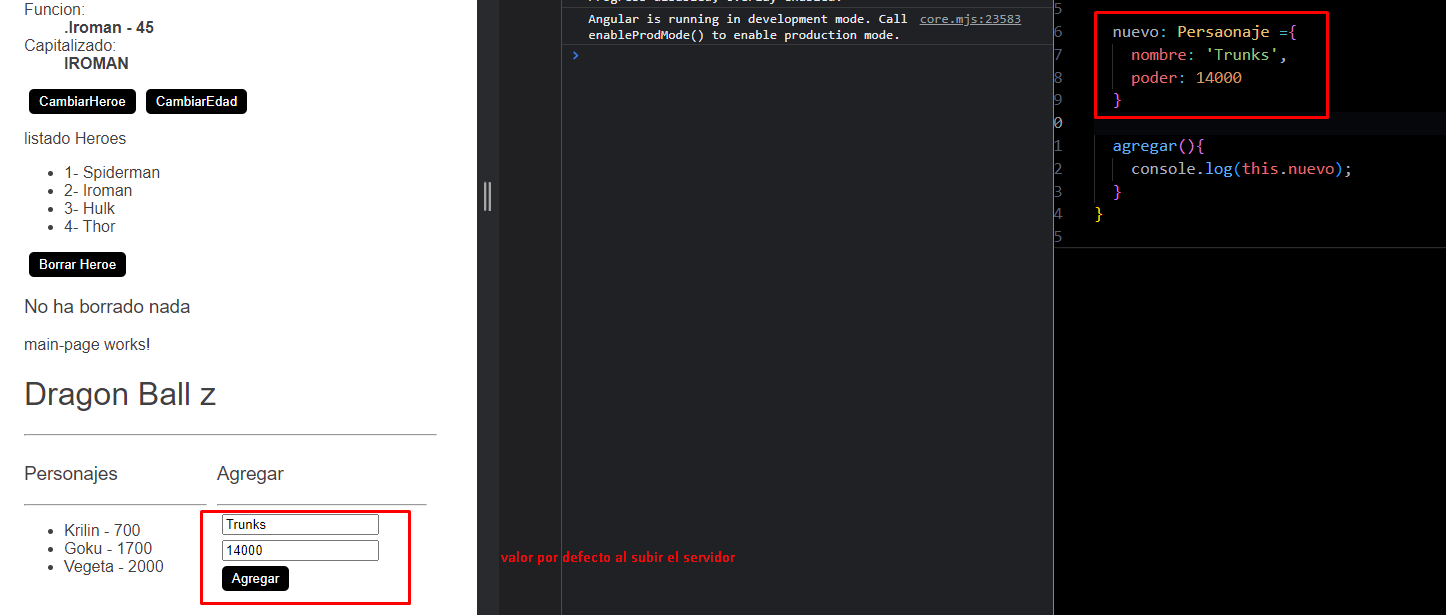 Funcion:
.Iroman - 45
Capitalizado:
IROMAN
CambiarHeroe CambiarEdad
listado Heroes
1- Spiderman
2- Iroman
3- Hulk
4- Thor
Borrar Heroe
No ha borrado nada
main-page works!
Dragon Ball z
Personajes Agregar
Krilin - 700
Goku - 1700
Vegeta - 2000
Trunks
14000
Agregar
Angular is running in development mode. Call core.mjs:23583
enableProdMode() to enable production mode.
>
valor por defecto al subir el servidor
5
6 nuevo: Persaonaje ={
7 nombre: 'Trunks',
8 poder: 14000
9 }
0
1 agregar(){
2 console.log(this.nuevo);
3 }
4 }
5